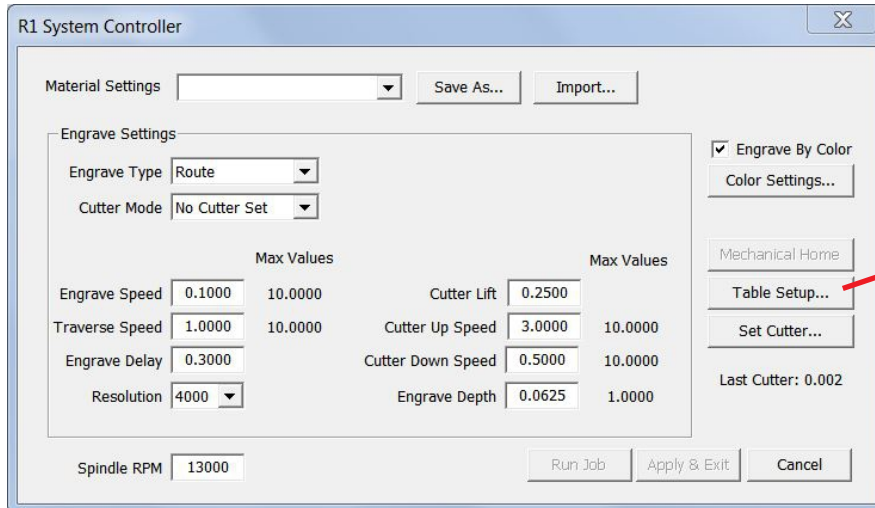 R1 System Controller
Material Settings
Save As...
Import...
Engrave Settings
Engrave By Color
Engrave Type Route
Color Settings...
Cutter Mode No Cutter Set
Max Values
Max Values
Mechanical Home
Engrave Speed 0.1000 10.0000 Cutter Lift 0.2500
Table Setup...
Traverse Speed 1.0000 10.0000 Cutter Up Speed 3.0000 10.0000
Set Cutter...
Engrave Delay 0.3000 Cutter Down Speed 0.5000 10.0000
Last Cutter: 0.002
Resolution 4000 Engrave Depth 0.0625 1.0000
Spindle RPM 13000
Run Job
Apply & Exit
Cancel